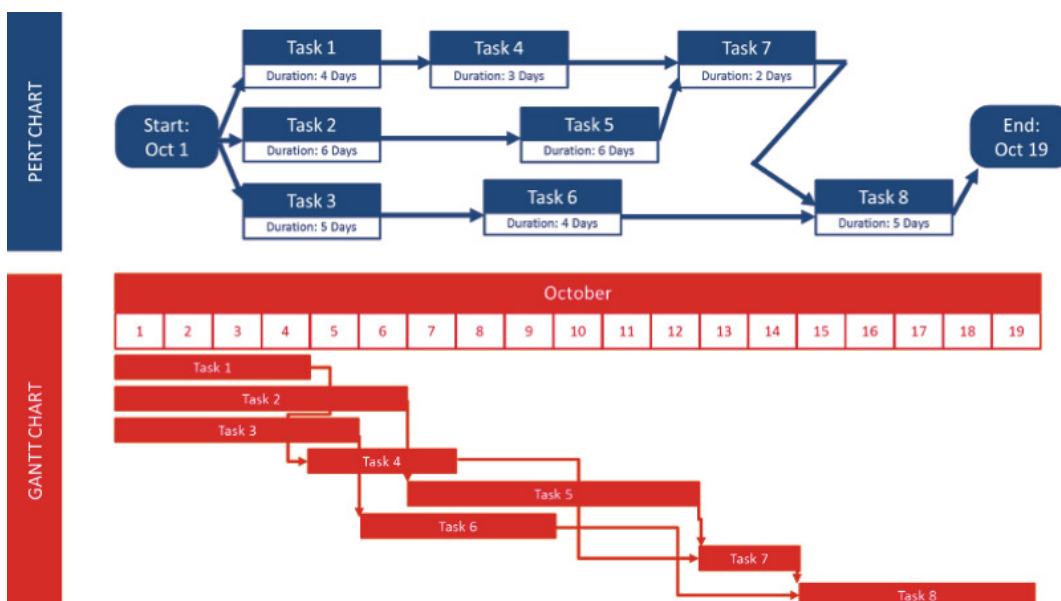 PERT CHART
Start:
Oct 1
Task 1
Duration: 4 Days
Task 4
Duration: 3 Days
Task 7
Duration: 2 Days
Task 2
Duration: 6 Days
Task 5
Duration: 6 Days
Task 3
Duration: 5 Days
Task 6
Duration: 4 Days
Task 8
Duration: 5 Days
End:
Oct 19
GANTT CHART
October
1 2 3 4 5 6 7 8 9 10 11 12 13 14 15 16 17 18 19
Task 1
Task 2
Task 3
Task 4
Task 5
Task 6
Task 7
Task 8